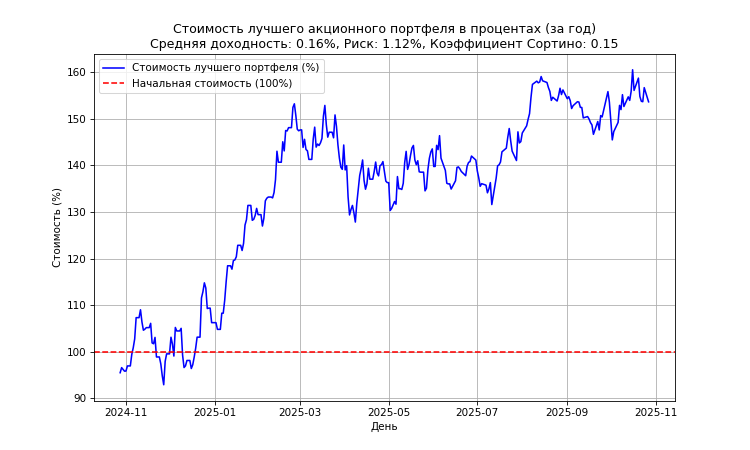 Стоимость лучшего акционного портфеля в процентах (за год)
Средняя доходность: 0.16%, Риск: 1.12%, Коэффициент Сортино: 0.15
Стоимость лучшего портфеля (%)
Начальная стоимость (100%)
Стоимость (%)
160
150
140
130
120
110
100
90
2024-11
2025-01
2025-03
2025-05
2025-07
2025-09
2025-11
День